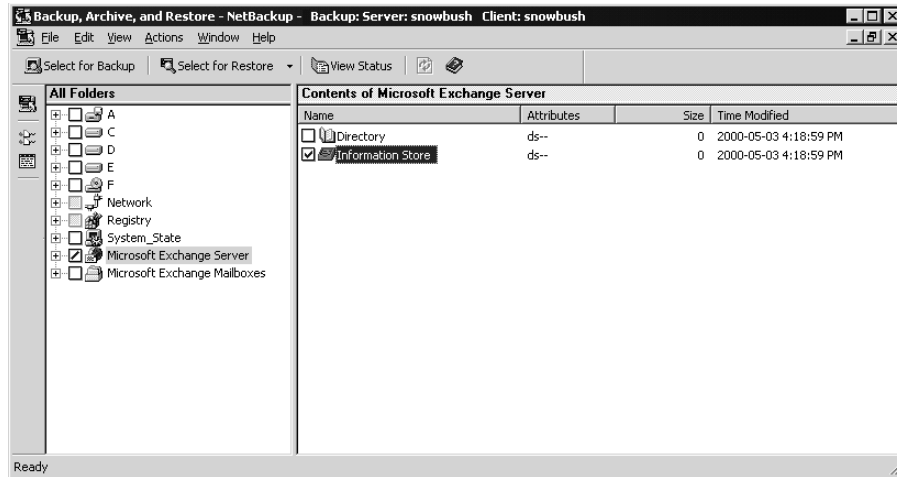 Backup, Archive, and Restore - NetBackup - Backup: Server: snowbush Client: snowbush
File Edit View Actions Window Help
Select for Backup Select for Restore View Status
All Folders
A
C
D
E
F
Network
Registry
System_State
Microsoft Exchange Server
Microsoft Exchange Mailboxes
Contents of Microsoft Exchange Server
Name Attributes Size Time Modified
Directory ds-- 0 2000-05-03 4:18:59 PM
Information Store ds-- 0 2000-05-03 4:18:59 PM
Ready